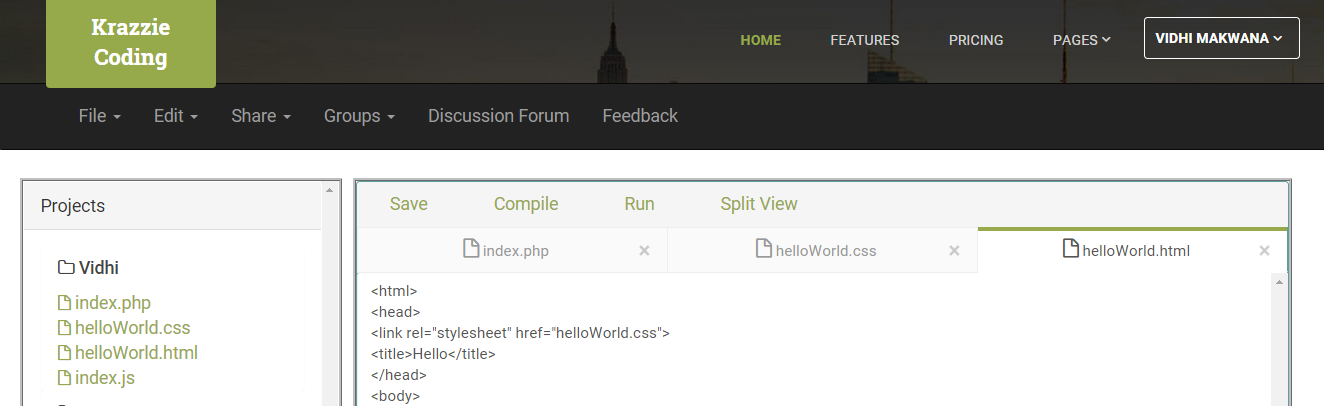 Krazzie
Coding
HOME FEATURES PRICING PAGES VIDHI MAKWANA
File Edit Share Groups Discussion Forum Feedback
Projects
Vidhi
index.php
helloWorld.css
helloWorld.html
index.js
Save Compile Run Split View
index.php × helloWorld.css × helloWorld.html ×
<html>
<head>
<link rel="stylesheet" href="helloWorld.css">
<title>Hello</title>
</head>
<body>